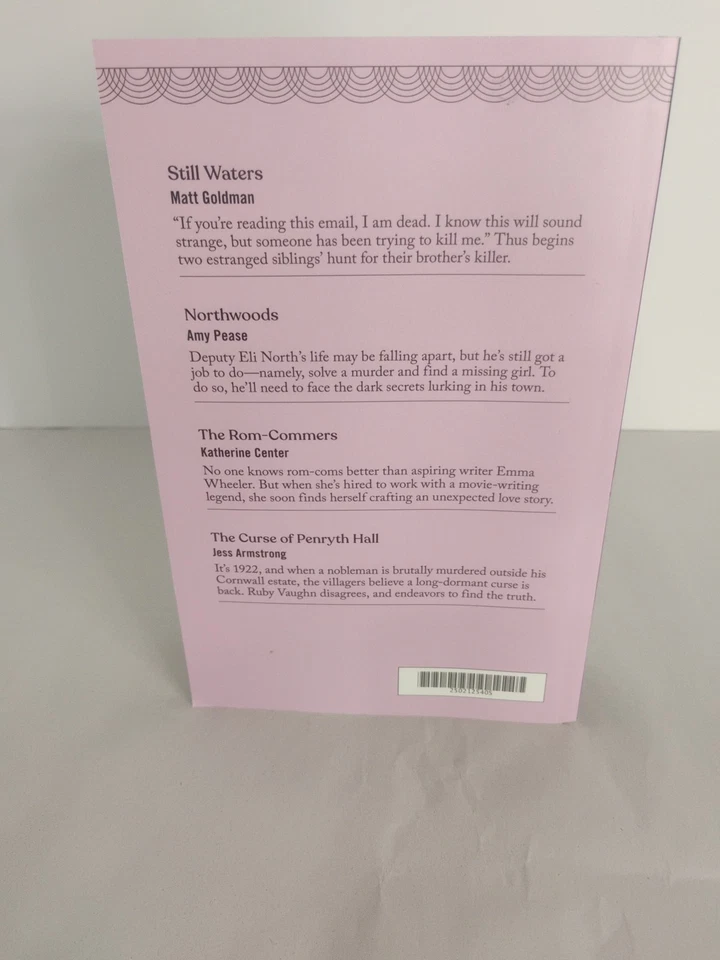 Still Waters
Matt Goldman
“If you’re reading this email, I am dead. I know this will sound
strange, but someone has been trying to kill me.” Thus begins
two estranged siblings’ hunt for their brother’s killer.
Northwoods
Amy Pease
Deputy Eli North’s life may be falling apart, but he’s still got a
job to do—namely, solve a murder and find a missing girl. To
do so, he’ll need to face the dark secrets lurking in his town.
The Rom-Commers
Katherine Center
No one knows rom-coms better than aspiring writer Emma
Wheeler. But when she’s hired to work with a movie-writing
legend, she soon finds herself crafting an unexpected love story.
The Curse of Penryth Hall
Jess Armstrong
It’s 1922, and when a nobleman is brutally murdered outside his
Cornwall estate, the villagers believe a long-dormant curse is
back. Ruby Vaughn disagrees, and endeavors to find the truth.